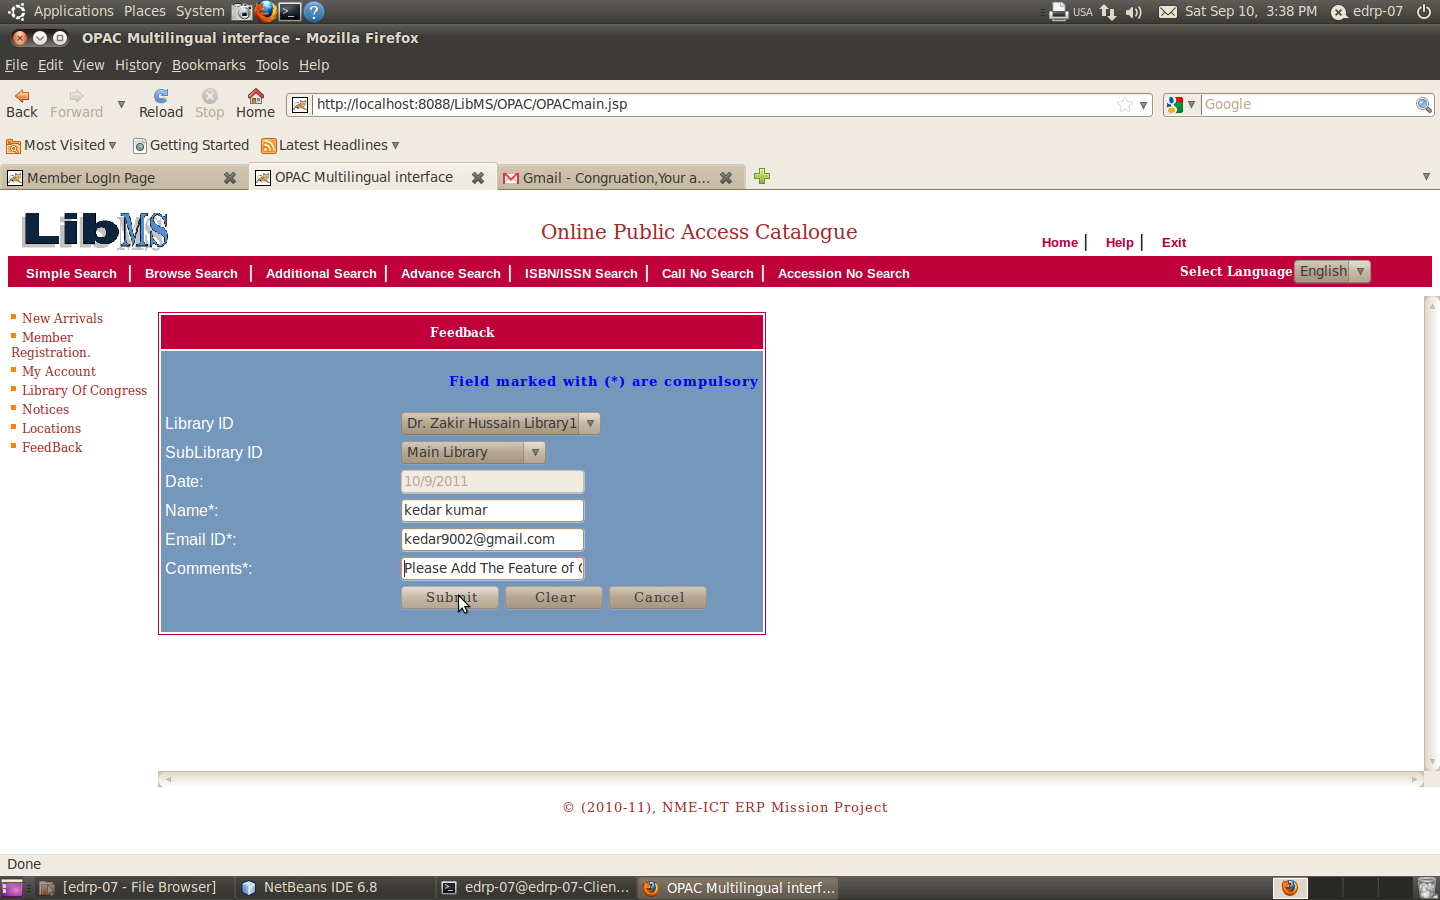 Applications Places System USA Sat Sep 10, 3:38 PM edrp-07
OPAC Multilingual interface - Mozilla Firefox
File Edit View History Bookmarks Tools Help
Back Forward Reload Stop Home http://localhost:8088/LibMS/OPAC/OPACmain.jsp Google
Most Visited Getting Started Latest Headlines
Member LogIn Page OPAC Multilingual interface Gmail - Congruation,Your a...
LibMS Online Public Access Catalogue Home | Help | Exit
Simple Search | Browse Search | Additional Search | Advance Search | ISBN/ISSN Search | Call No Search | Accession No Search Select Language English
New Arrivals
Member
Registration.
My Account
Library Of Congress
Notices
Locations
FeedBack
Feedback
Field marked with (*) are compulsory
Library ID Dr. Zakir Hussain Library1
SubLibrary ID Main Library
Date: 10/9/2011
Name*: kedar kumar
Email ID*: kedar9002@gmail.com
Comments*: Please Add The Feature of
Submit Clear Cancel
© (2010-11), NME-ICT ERP Mission Project
Done
[edrp-07 - File Browser] NetBeans IDE 6.8 edrp-07@edrp-07-Clien... OPAC Multilingual interf...